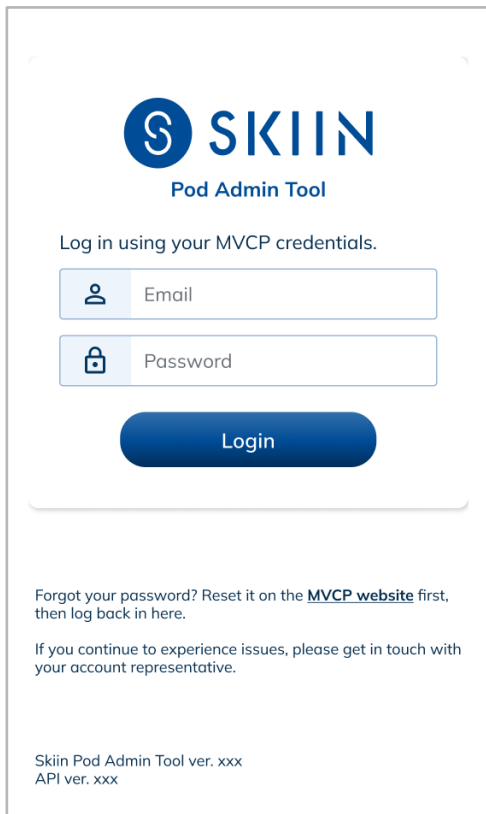 SKIIN
Pod Admin Tool
Log in using your MVCP credentials.
Email
Password
Login
Forgot your password? Reset it on the MVCP website first,
then log back in here.
If you continue to experience issues, please get in touch with
your account representative.
Skiin Pod Admin Tool ver. xxx
API ver. xxx